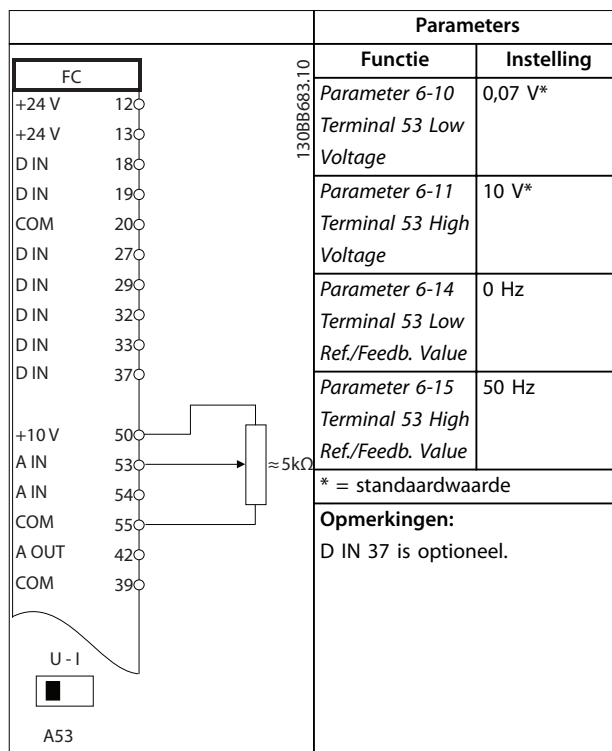 Parameters
Functie Instelling
FC
+24 V 12
+24 V 13
D IN 18
D IN 19
COM 20
D IN 27
D IN 29
D IN 32
D IN 33
D IN 37
+10 V 50
A IN 53
A IN 54
COM 55
A OUT 42
COM 39
≈5kΩ
U - I
A53
130BB683.10
Parameter 6-10 0,07 V*
Terminal 53 Low
Voltage
Parameter 6-11 10 V*
Terminal 53 High
Voltage
Parameter 6-14 0 Hz
Terminal 53 Low
Ref./Feedb. Value
Parameter 6-15 50 Hz
Terminal 53 High
Ref./Feedb. Value
* = standaardwaarde
Opmerkingen:
D IN 37 is optioneel.